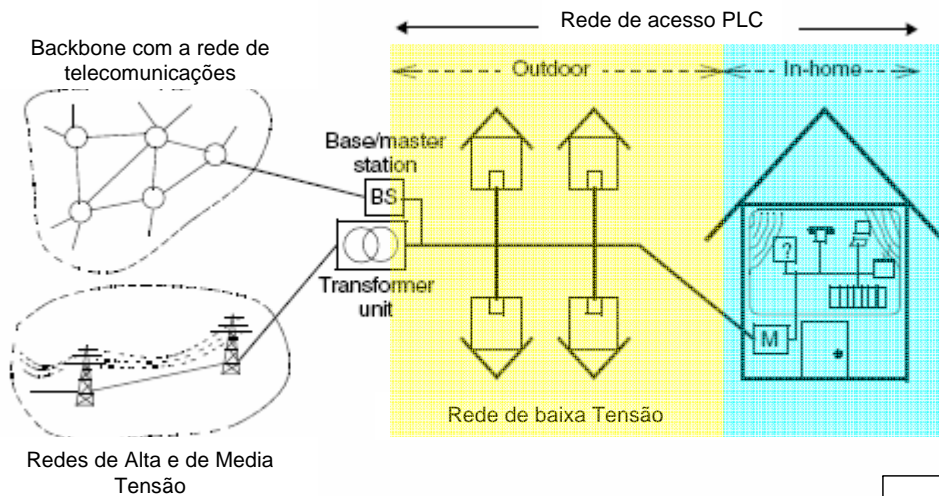 Rede de acesso PLC
Backbone com a rede de
telecomunicações
Outdoor
In-home
Base/master
station
BS
Transformer
unit
?
M
Rede de baixa Tensão
Redes de Alta e de Media
Tensão